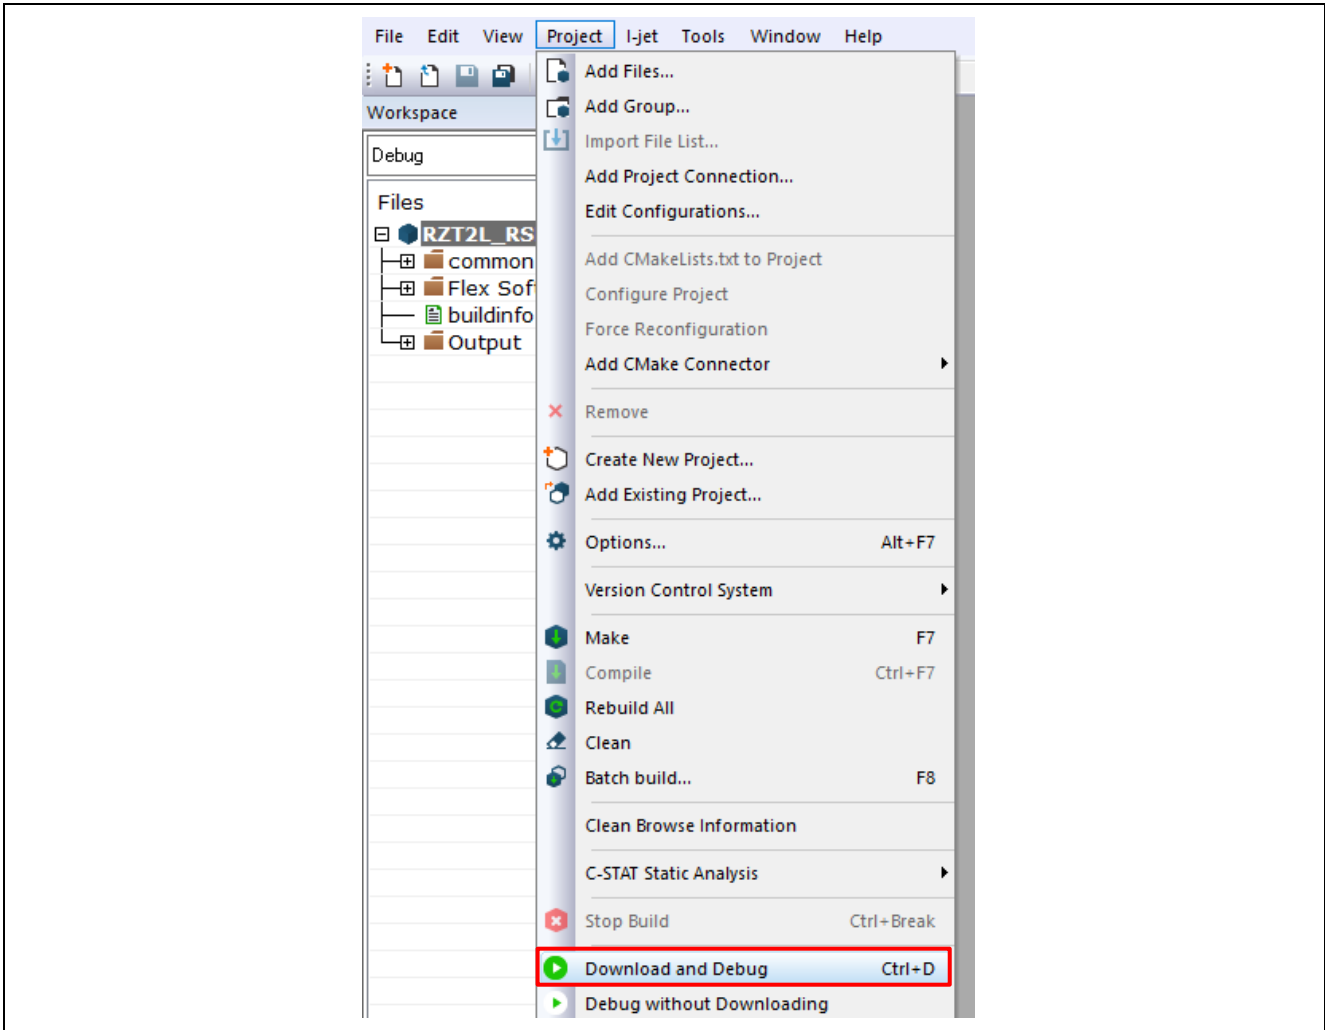 File Edit View Project I-jet Tools Window Help
Workspace
Debug
Files
RZT2L_RS
common
Flex Sof
buildinfo
Output
Add Files...
Add Group...
Import File List...
Add Project Connection...
Edit Configurations...
Add CMakeLists.txt to Project
Configure Project
Force Reconfiguration
Add CMake Connector
Remove
Create New Project...
Add Existing Project...
Options... Alt+F7
Version Control System
Make F7
Compile Ctrl+F7
Rebuild All
Clean
Batch build... F8
Clean Browse Information
C-STAT Static Analysis
Stop Build Ctrl+Break
Download and Debug Ctrl+D
Debug without Downloading